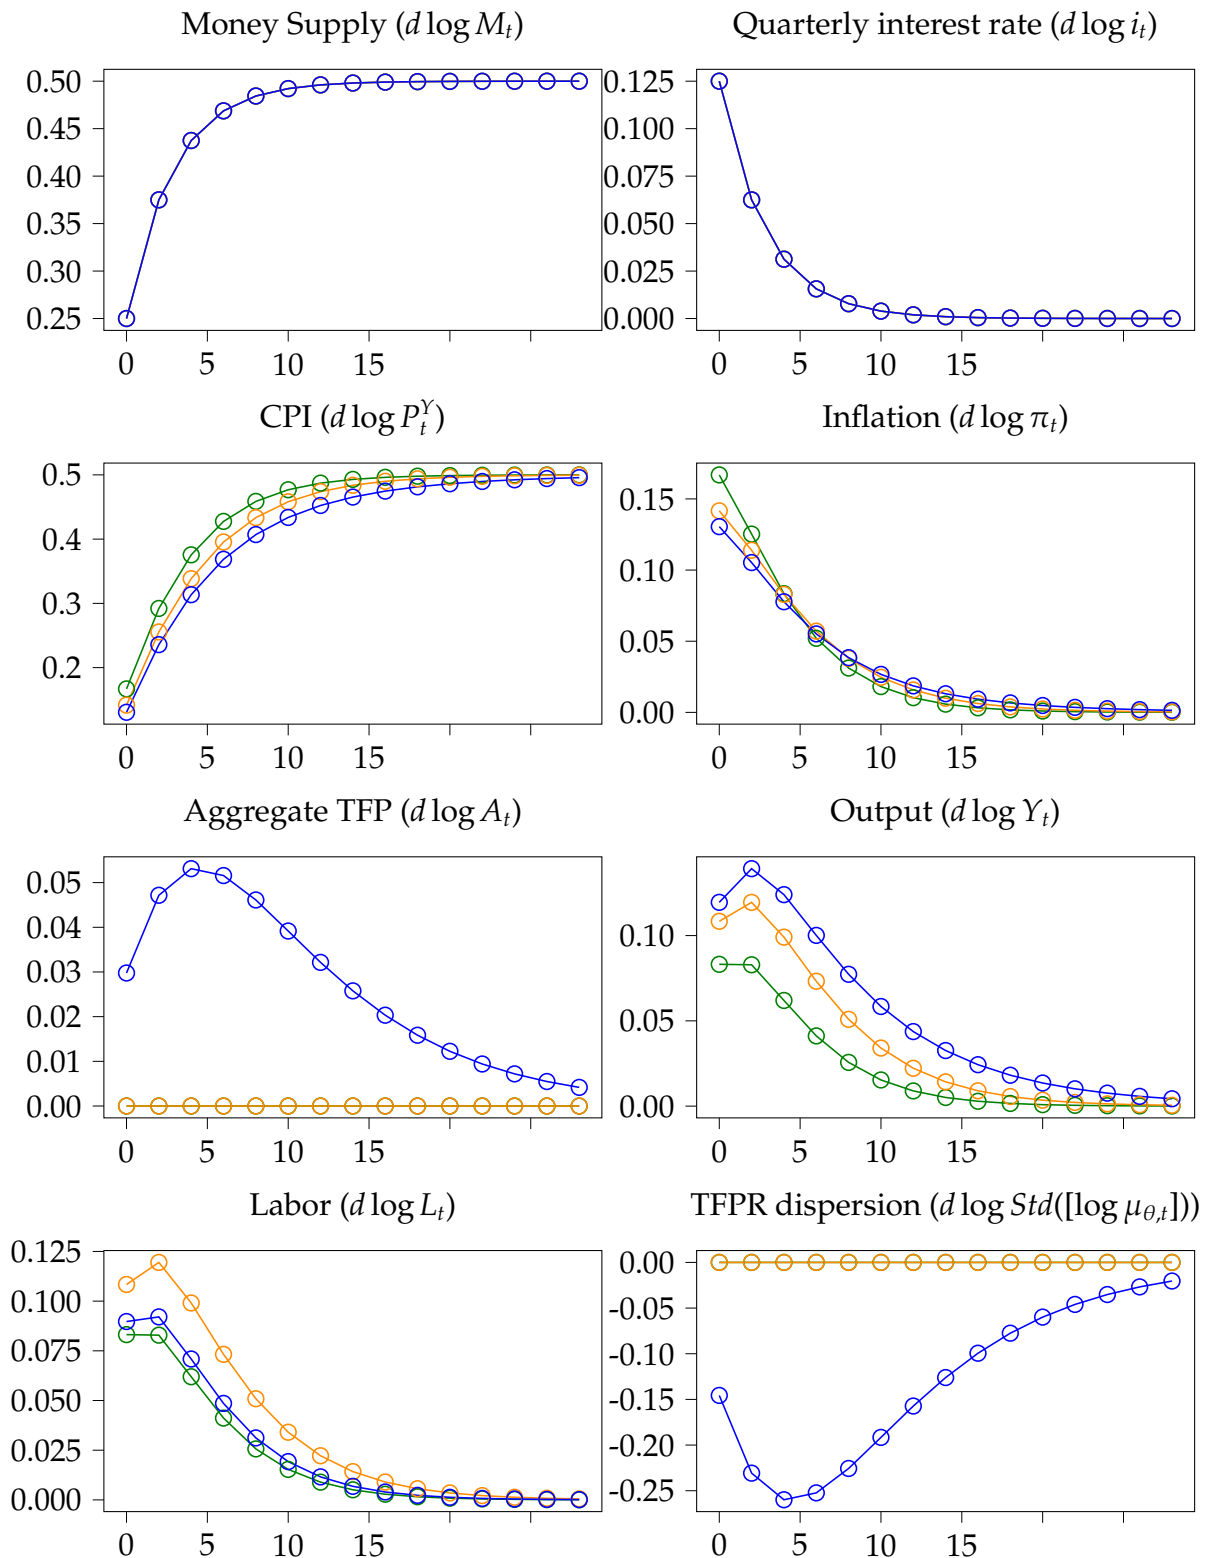 Money Supply (d log M_t)
Quarterly interest rate (d log i_t)
0.50
0.45
0.40
0.35
0.30
0.25
0 5 10 15
0.125
0.100
0.075
0.050
0.025
0.000
0 5 10 15
CPI (d log P_t^Y)
Inflation (d log π_t)
0.5
0.4
0.3
0.2
0 5 10 15
0.15
0.10
0.05
0.00
0 5 10 15
Aggregate TFP (d log A_t)
Output (d log Y_t)
0.05
0.04
0.03
0.02
0.01
0.00
0 5 10 15
0.10
0.05
0.00
0 5 10 15
Labor (d log L_t)
TFPR dispersion (d log Std([log μ_{θ,t}]))
0.125
0.100
0.075
0.050
0.025
0.000
0 5 10 15
0.00
-0.05
-0.10
-0.15
-0.20
-0.25
0 5 10 15